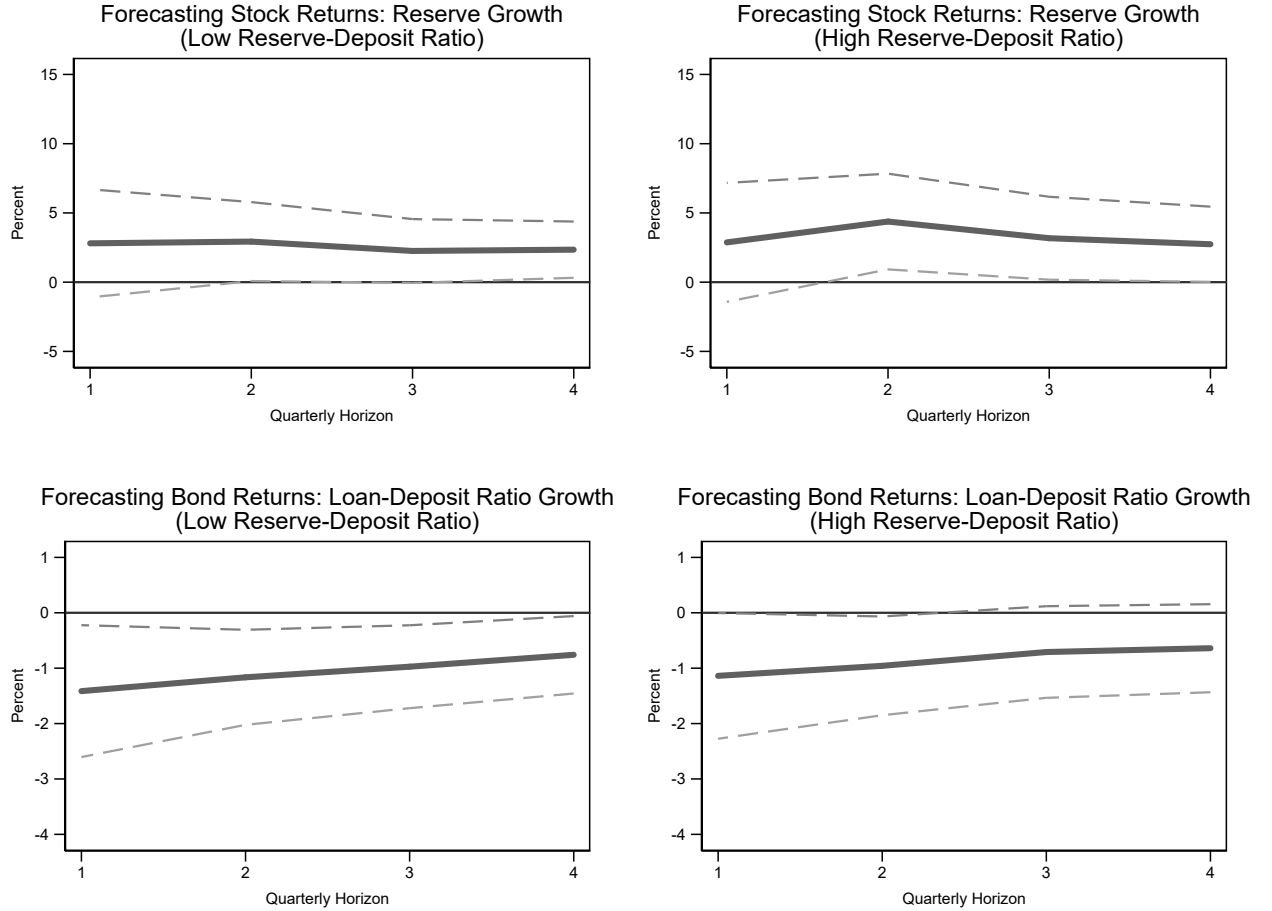 Forecasting Stock Returns: Reserve Growth
(Low Reserve-Deposit Ratio)
15
10
5
0
-5
Percent
1 2 3 4
Quarterly Horizon
Forecasting Stock Returns: Reserve Growth
(High Reserve-Deposit Ratio)
15
10
5
0
-5
Percent
1 2 3 4
Quarterly Horizon
Forecasting Bond Returns: Loan-Deposit Ratio Growth
(Low Reserve-Deposit Ratio)
1
0
-1
-2
-3
-4
Percent
1 2 3 4
Quarterly Horizon
Forecasting Bond Returns: Loan-Deposit Ratio Growth
(High Reserve-Deposit Ratio)
1
0
-1
-2
-3
-4
Percent
1 2 3 4
Quarterly Horizon